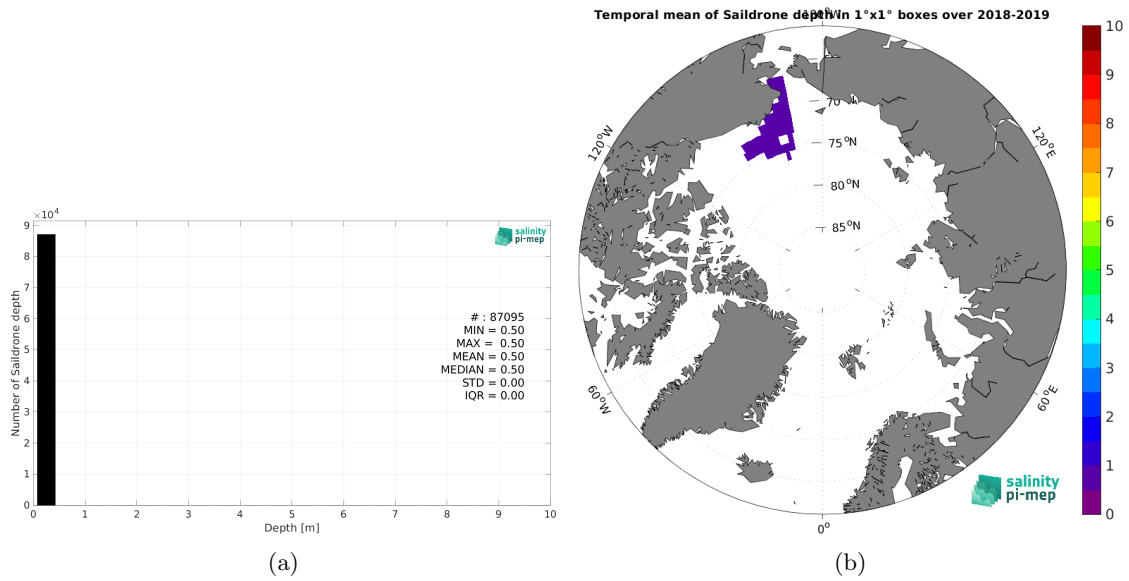 ×10⁴
9
8
7
6
5
4
3
2
1
0
Number of Saildrone depth
0 1 2 3 4 5 6 7 8 9 10
Depth [m]
salinity
pi-mep
# : 87095
MIN = 0.50
MAX = 0.50
MEAN = 0.50
MEDIAN = 0.50
STD = 0.00
IQR = 0.00
(a)
Temporal mean of Saildrone depth in 1°x1° boxes over 2018-2019
180°W
120°W
120°E
60°W
60°E
0°
70°N
75°N
80°N
85°N
salinity
pi-mep
10
9
8
7
6
5
4
3
2
1
0
(b)